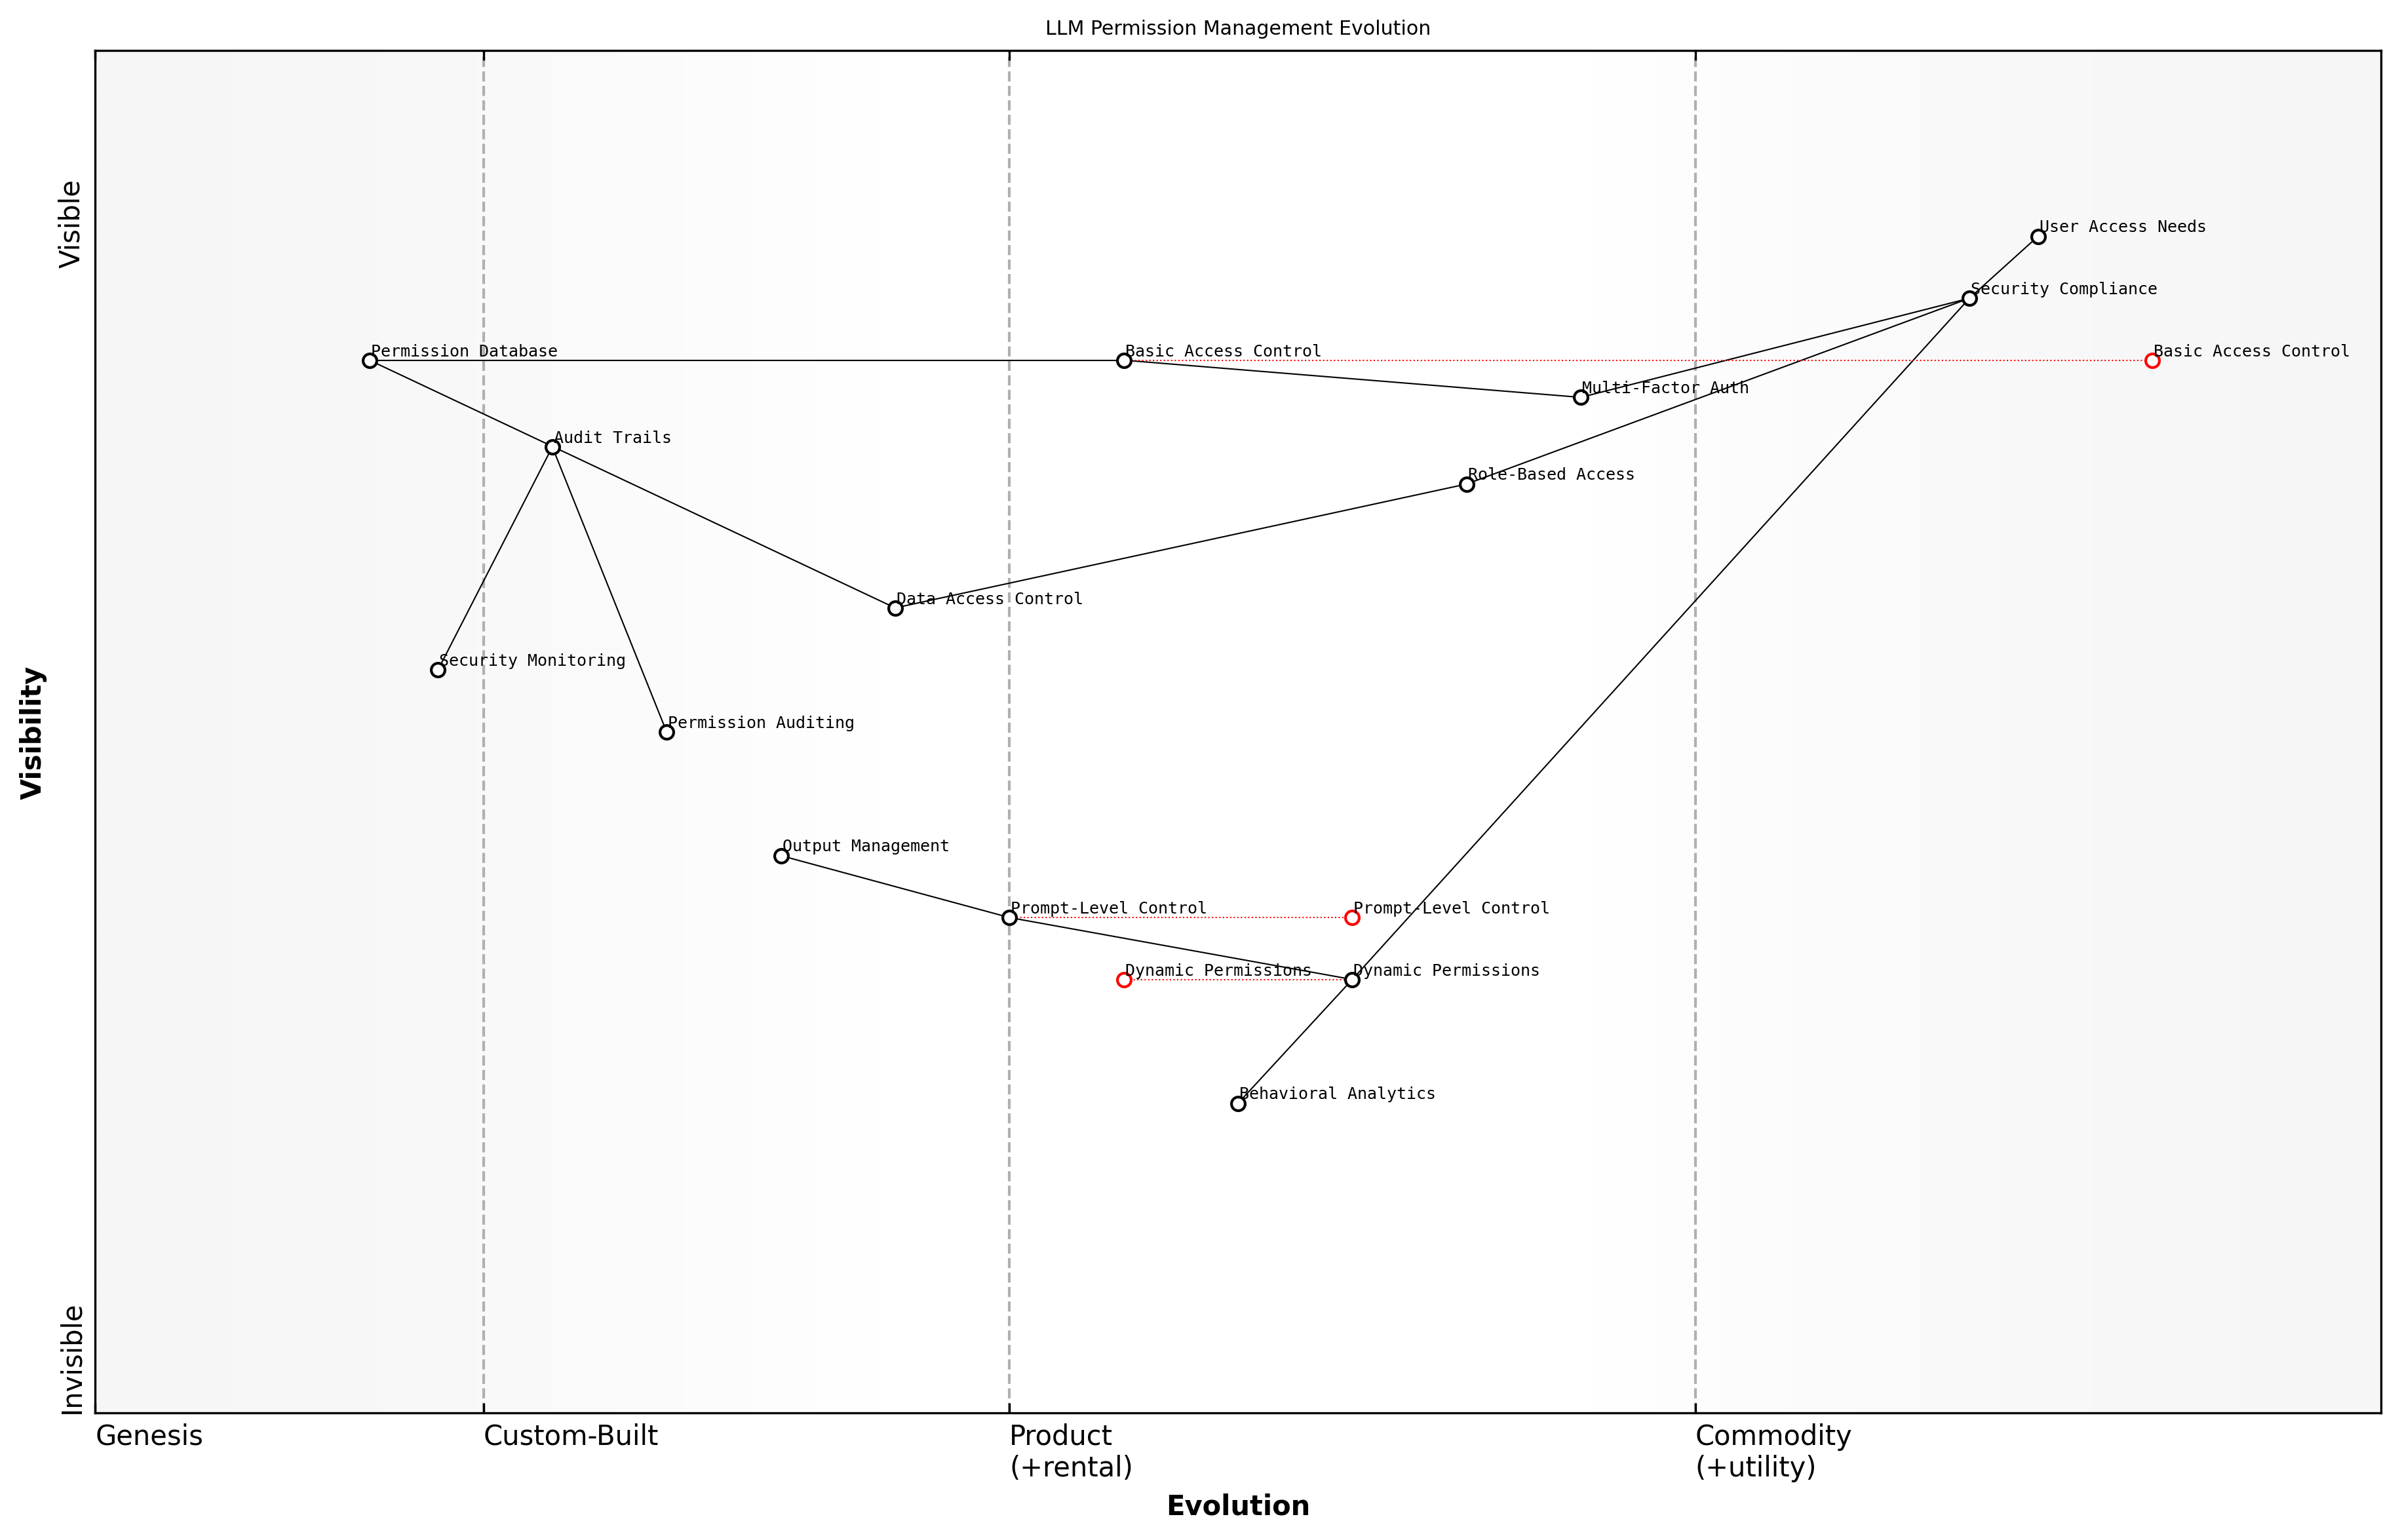 LLM Permission Management Evolution
Visible
User Access Needs
Security Compliance
Permission Database
Basic Access Control
Basic Access Control
Multi-Factor Auth
Audit Trails
Role-Based Access
Data Access Control
Security Monitoring
Permission Auditing
Visibility
Output Management
Prompt-Level Control
Prompt-Level Control
Dynamic Permissions
Dynamic Permissions
Behavioral Analytics
Invisible
Genesis
Custom-Built
Product
(+rental)
Commodity
(+utility)
Evolution